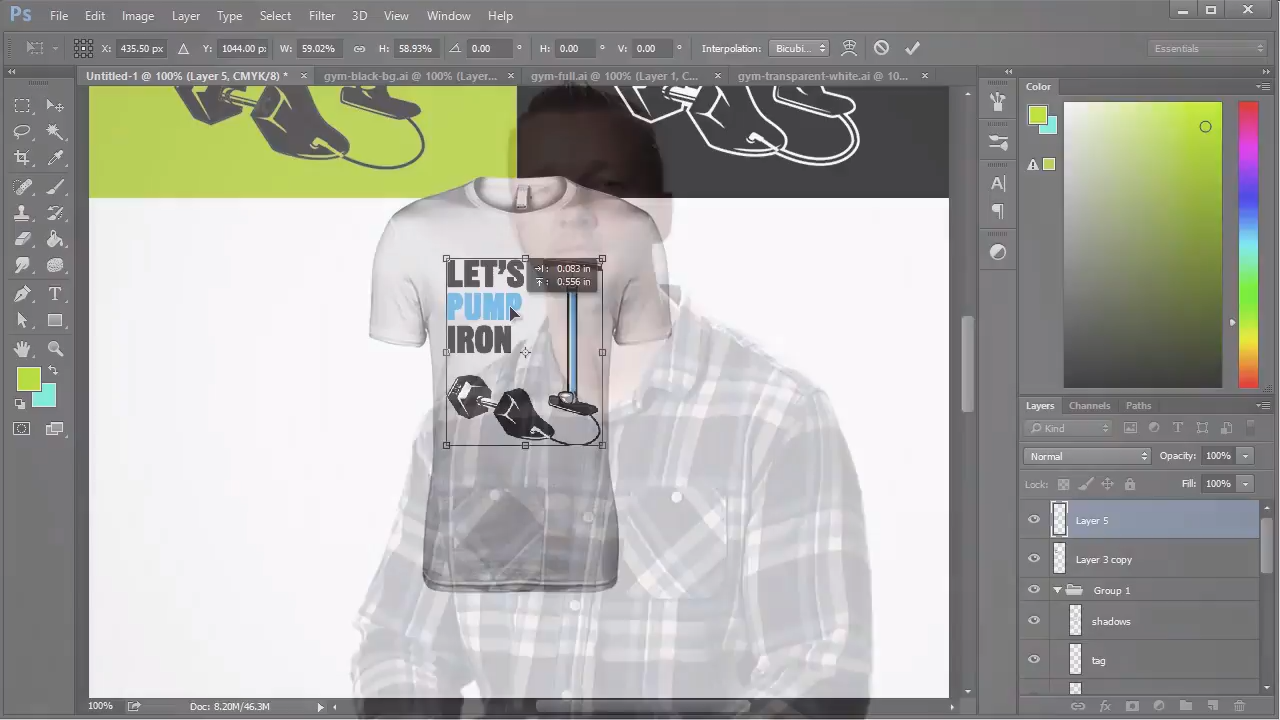 Ps File Edit Image Layer Type Select Filter 3D View Window Help
X: 435.50 px Y: 1044.00 px W: 59.02% H: 58.93% 0.00 ° H: 0.00 ° V: 0.00 ° Interpolation: Bicubi... Essentials
Untitled-1 @ 100% (Layer 5, CMYK/8) * × gym-black-bg.ai @ 100% (Layer... × gym-full.ai @ 100% (Layer 1, C... × gym-transparent-white.ai @ 10... ×
Color
LET'S
PUMP
IRON
0.083 in
0.556 in
Layers Channels Paths
Kind
Normal Opacity: 100%
Lock: Fill: 100%
Layer 5
Layer 3 copy
Group 1
shadows
tag
100% Doc: 8.20M/46.3M